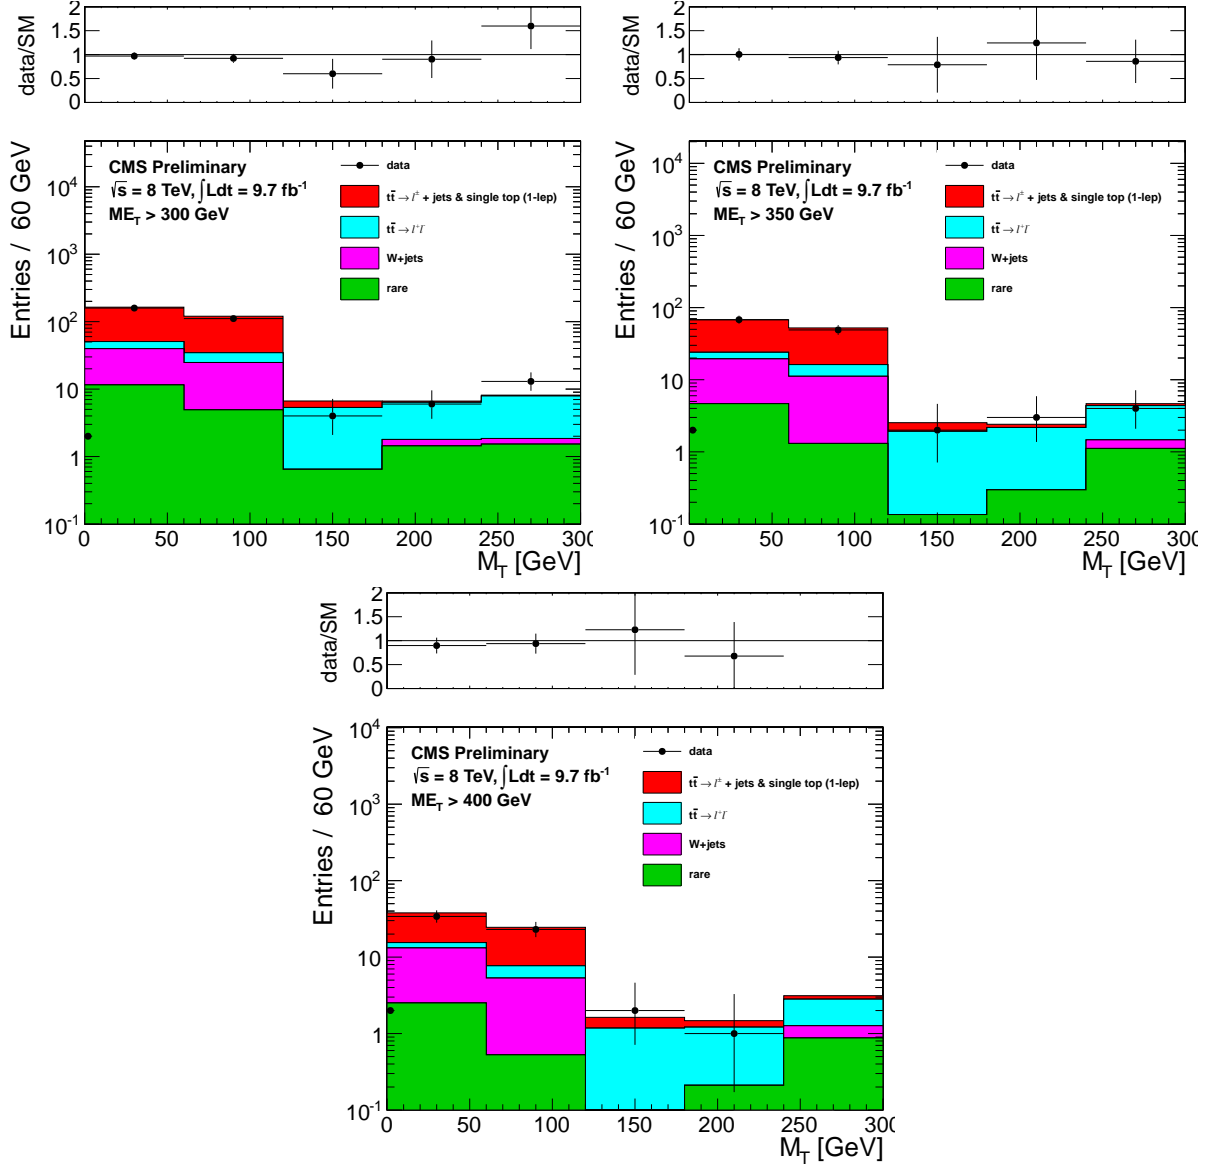 data/SM
2
1.5
1
0.5
0
Entries / 60 GeV
CMS Preliminary
√s = 8 TeV, ∫Ldt = 9.7 fb⁻¹
ME_T > 300 GeV
data
tt̄ → l± + jets & single top (1-lep)
tt̄ → l⁺l⁻
W+jets
rare
10⁴
10³
10²
10
1
10⁻¹
0 50 100 150 200 250 300
M_T [GeV]
data/SM
2
1.5
1
0.5
0
Entries / 60 GeV
CMS Preliminary
√s = 8 TeV, ∫Ldt = 9.7 fb⁻¹
ME_T > 350 GeV
data
tt̄ → l± + jets & single top (1-lep)
tt̄ → l⁺l⁻
W+jets
rare
10⁴
10³
10²
10
1
10⁻¹
0 50 100 150 200 250 300
M_T [GeV]
data/SM
2
1.5
1
0.5
0
Entries / 60 GeV
CMS Preliminary
√s = 8 TeV, ∫Ldt = 9.7 fb⁻¹
ME_T > 400 GeV
data
tt̄ → l± + jets & single top (1-lep)
tt̄ → l⁺l⁻
W+jets
rare
10⁴
10³
10²
10
1
10⁻¹
0 50 100 150 200 250 300
M_T [GeV]